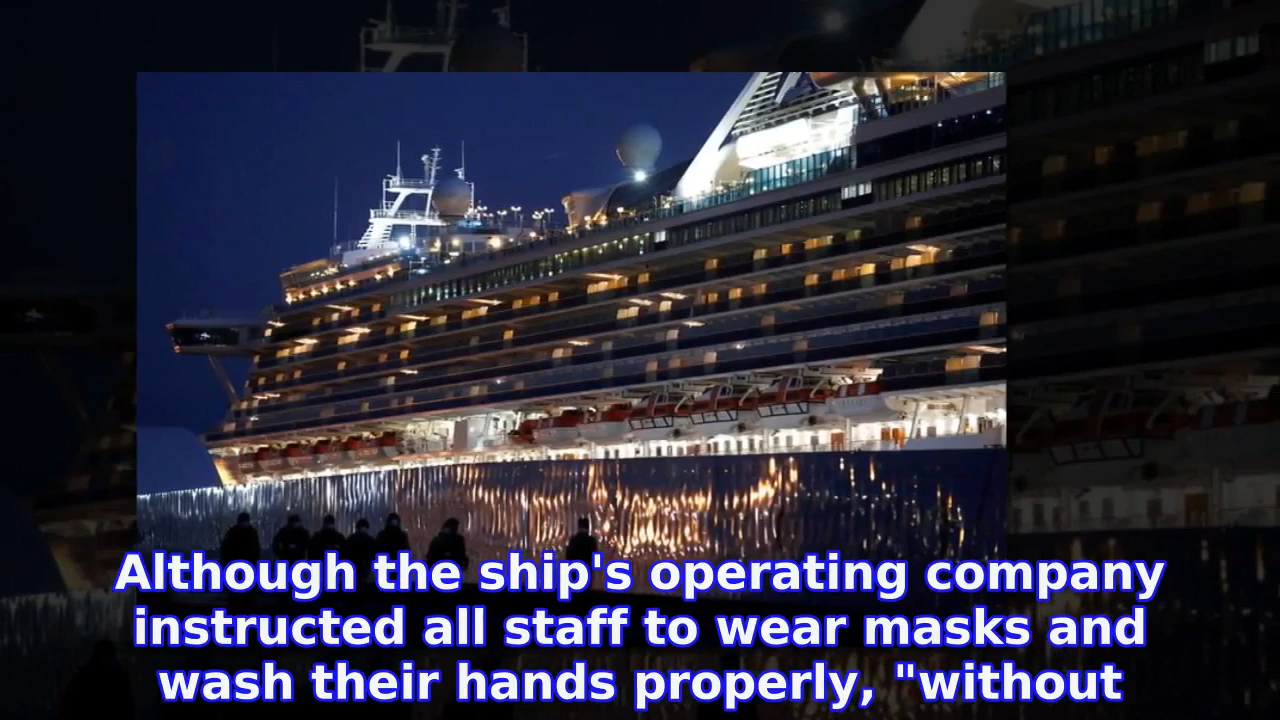 Although the ship's operating company
instructed all staff to wear masks and
wash their hands properly, "without